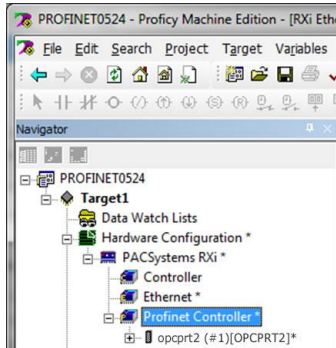 PROFINET0524 - Proficy Machine Edition - [RXi Eth
File Edit Search Project Target Variables
Navigator
PROFINET0524
Target1
Data Watch Lists
Hardware Configuration *
PACSystems RXi *
Controller
Ethernet *
Profinet Controller *
opcprt2 (#1)[OPCPRT2]*